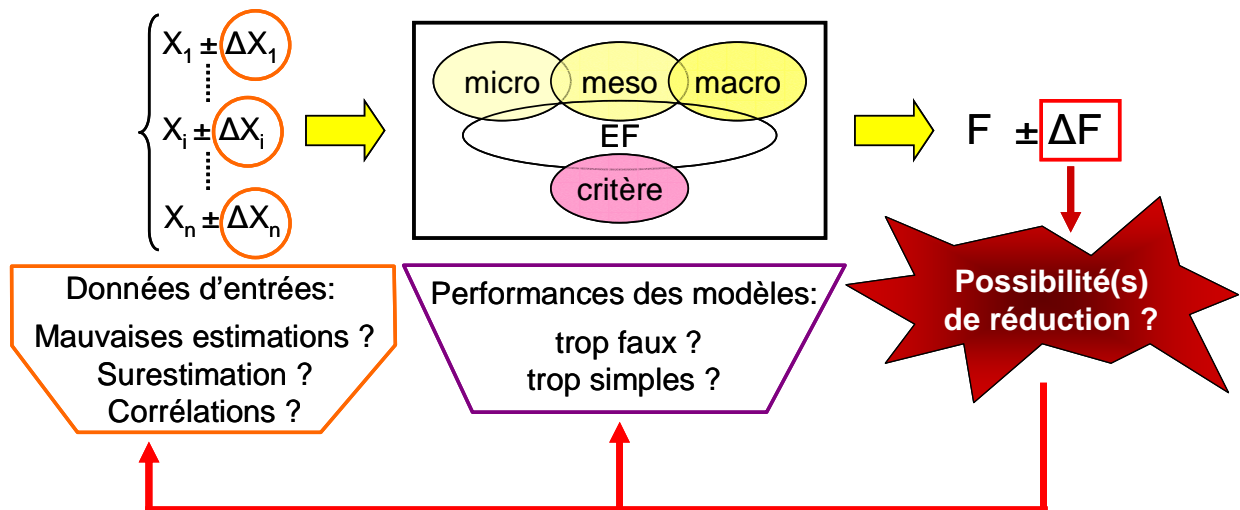 X₁ ± ΔX₁
Xᵢ ± ΔXᵢ
Xₙ ± ΔXₙ
micro meso macro
EF
critère
F ± ΔF
Données d'entrées:
Mauvaises estimations ?
Surestimation ?
Corrélations ?
Performances des modèles:
trop faux ?
trop simples ?
Possibilité(s)
de réduction ?